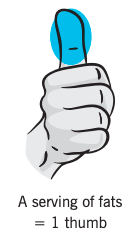 A serving of fats
= 1 thumb